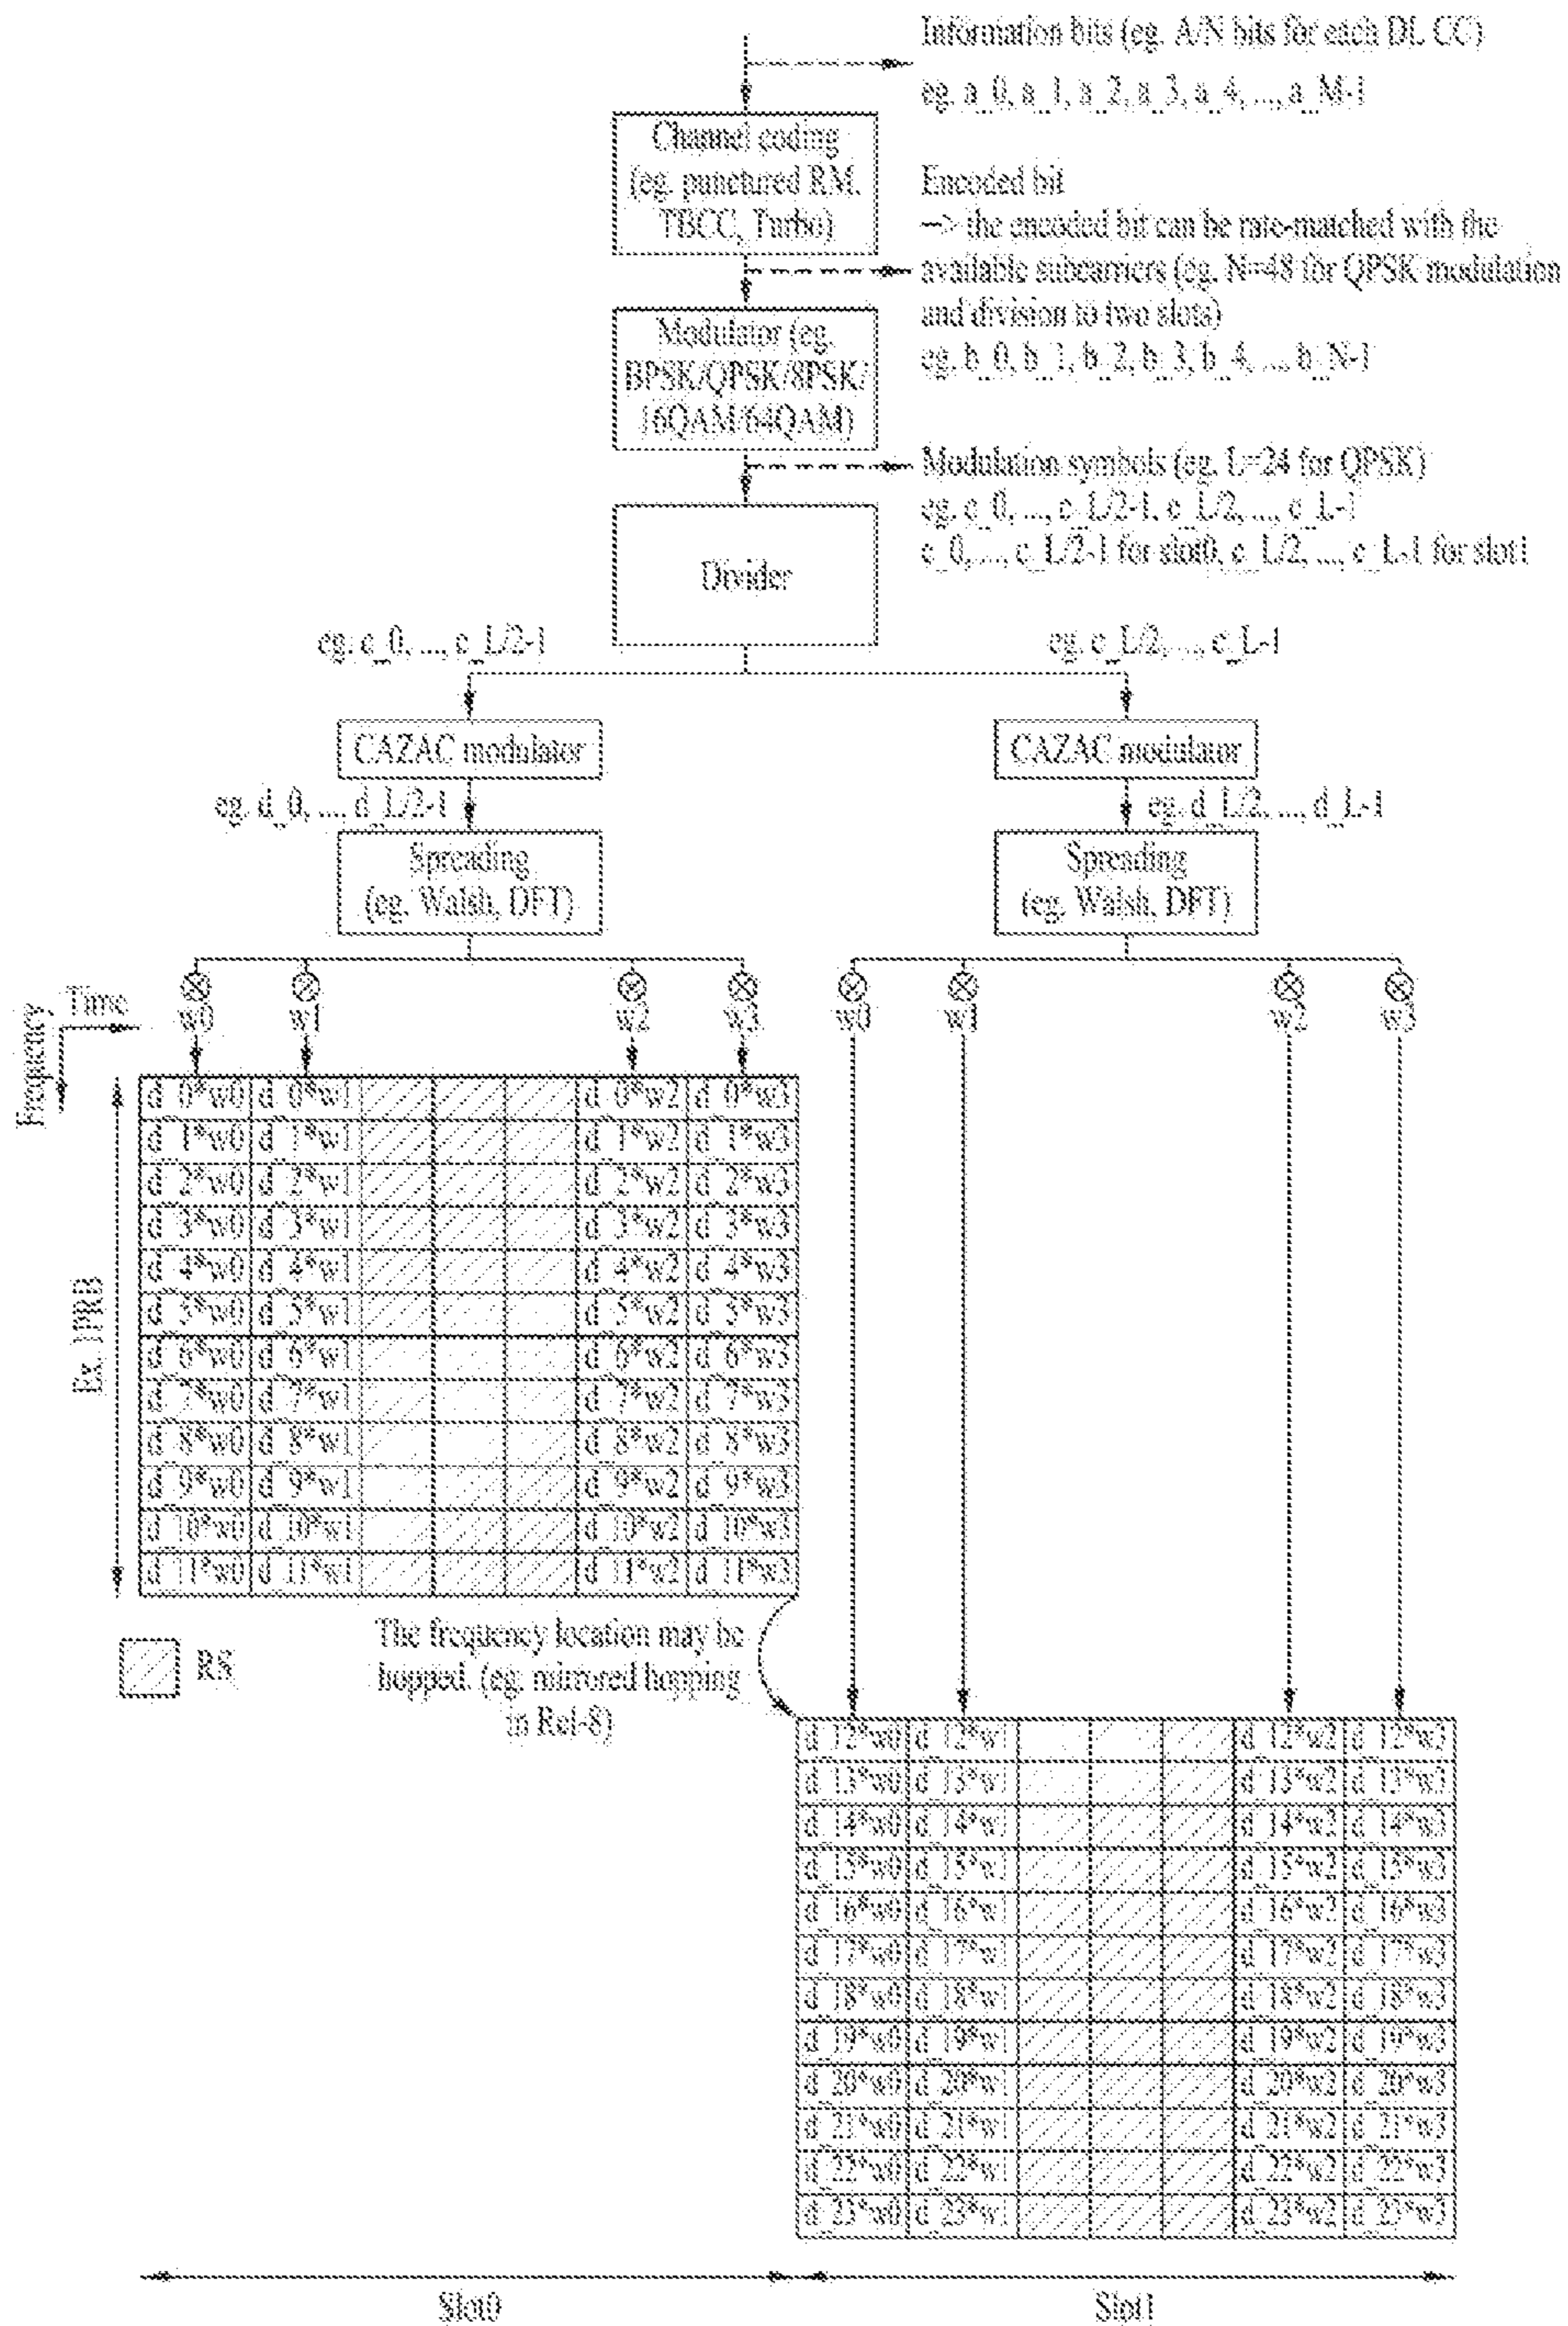 Information bits (eg. A/N bits for each DL CC)
eg. a_0, a_1, a_2, a_3, a_4, ..., a_M-1
Channel coding
(eg. punctured RM,
TBCC, Turbo)
Encoded bit
--> the encoded bit can be rate-matched with the
available subcarriers (eg. N=48 for QPSK modulation
and division to two slots)
eg. b_0, b_1, b_2, b_3, b_4, ..., b_N-1
Modulator (eg.
BPSK/QPSK/8PSK/
16QAM/64QAM)
Modulation symbols (eg. L=24 for QPSK)
eg. c_0, ..., c_L/2-1, c_L/2, ..., c_L-1
c_0, ..., c_L/2-1 for slot0, c_L/2, ..., c_L-1 for slot1
Divider
eg. c_0, ..., c_L/2-1
eg. c_L/2, ..., c_L-1
CAZAC modulator
CAZAC modulator
eg. d_0, ..., d_L/2-1
eg. d_L/2, ..., d_L-1
Spreading
(eg. Walsh, DFT)
Spreading
(eg. Walsh, DFT)
Time
Frequency
w0 w1 w2 w3
w0 w1 w2 w3
Ex. 1PRB
d_0*w0 d_0*w1 d_0*w2 d_0*w3
d_1*w0 d_1*w1 d_1*w2 d_1*w3
d_2*w0 d_2*w1 d_2*w2 d_2*w3
d_3*w0 d_3*w1 d_3*w2 d_3*w3
d_4*w0 d_4*w1 d_4*w2 d_4*w3
d_5*w0 d_5*w1 d_5*w2 d_5*w3
d_6*w0 d_6*w1 d_6*w2 d_6*w3
d_7*w0 d_7*w1 d_7*w2 d_7*w3
d_8*w0 d_8*w1 d_8*w2 d_8*w3
d_9*w0 d_9*w1 d_9*w2 d_9*w3
d_10*w0 d_10*w1 d_10*w2 d_10*w3
d_11*w0 d_11*w1 d_11*w2 d_11*w3
RS
The frequency location may be
hopped. (eg. mirrored hopping
in Rel-8)
d_12*w0 d_12*w1 d_12*w2 d_12*w3
d_13*w0 d_13*w1 d_13*w2 d_13*w3
d_14*w0 d_14*w1 d_14*w2 d_14*w3
d_15*w0 d_15*w1 d_15*w2 d_15*w3
d_16*w0 d_16*w1 d_16*w2 d_16*w3
d_17*w0 d_17*w1 d_17*w2 d_17*w3
d_18*w0 d_18*w1 d_18*w2 d_18*w3
d_19*w0 d_19*w1 d_19*w2 d_19*w3
d_20*w0 d_20*w1 d_20*w2 d_20*w3
d_21*w0 d_21*w1 d_21*w2 d_21*w3
d_22*w0 d_22*w1 d_22*w2 d_22*w3
d_23*w0 d_23*w1 d_23*w2 d_23*w3
Slot0
Slot1